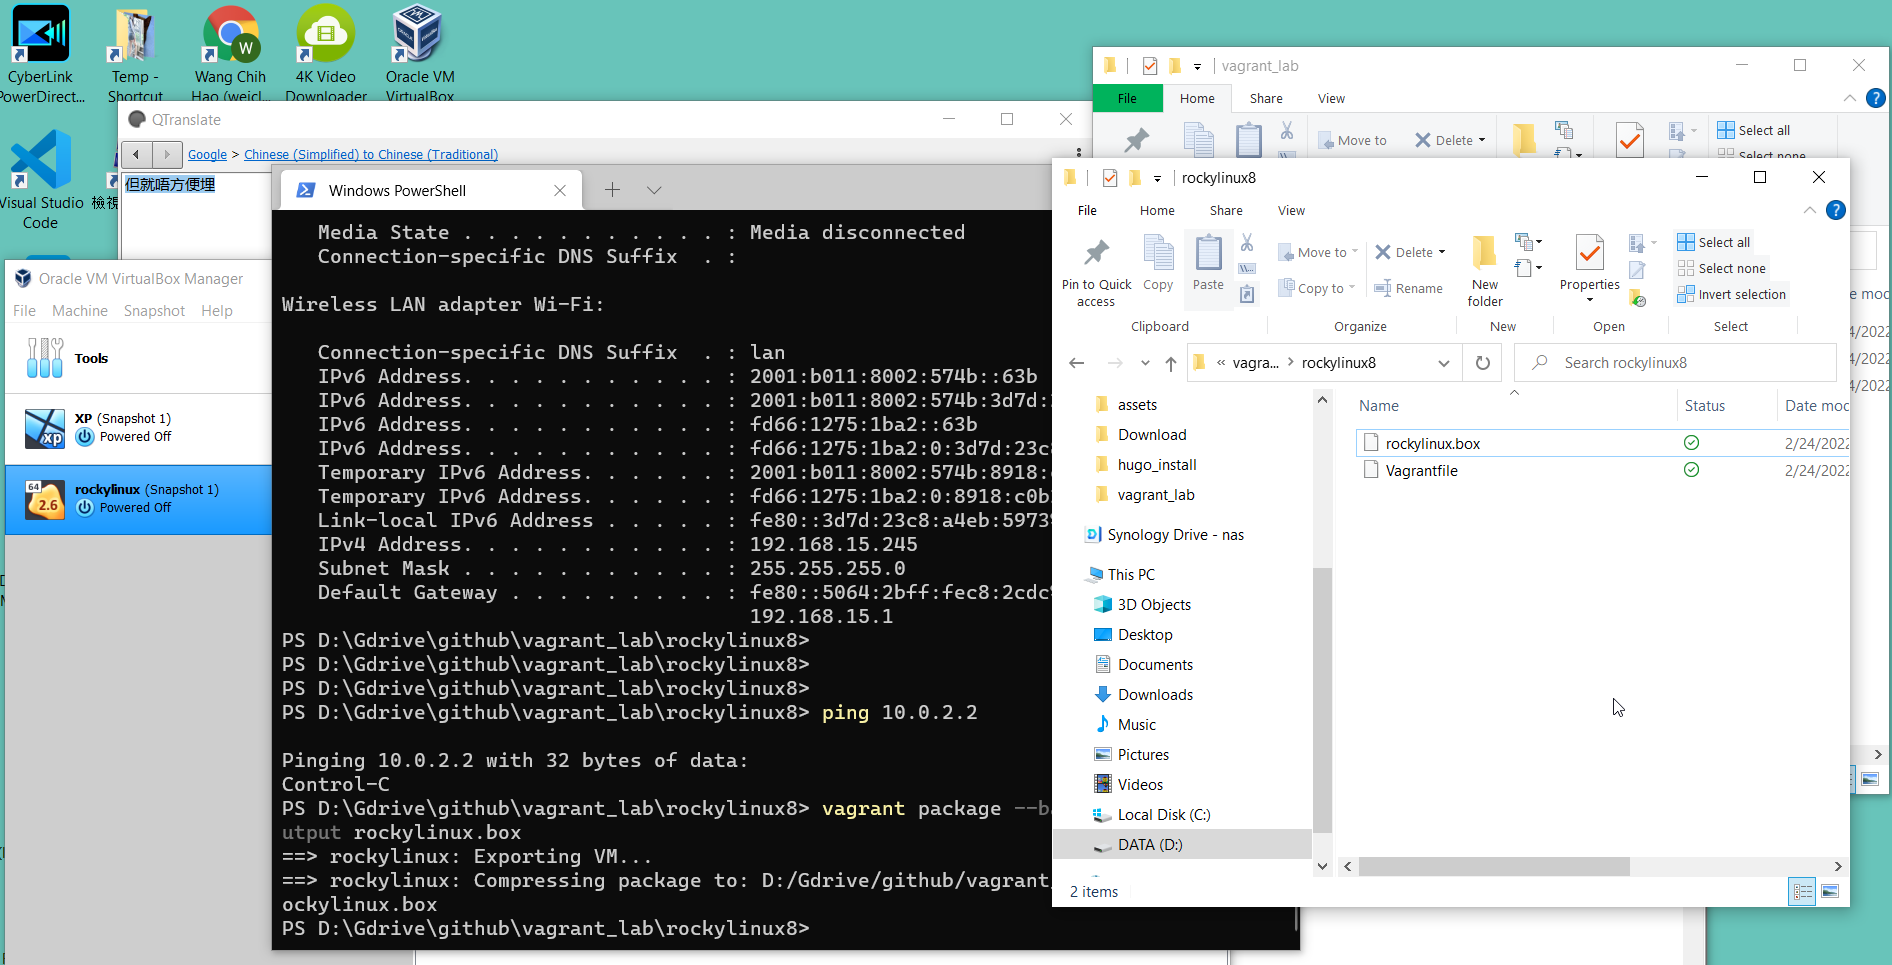 CyberLink
PowerDirect...
Temp -
Shortcut
Wang Chih
Hao (weicl...
4K Video
Downloader
Oracle VM
VirtualBox
Visual Studio
Code
檢視
QTranslate
Google > Chinese (Simplified) to Chinese (Traditional)
但就唔方便埋
Oracle VM VirtualBox Manager
File Machine Snapshot Help
Tools
XP (Snapshot 1)
Powered Off
rockylinux (Snapshot 1)
Powered Off
64
2.6
xp
W
Windows PowerShell
Media State . . . . . . . . . . . : Media disconnected
Connection-specific DNS Suffix . :
Wireless LAN adapter Wi-Fi:
Connection-specific DNS Suffix . : lan
IPv6 Address. . . . . . . . . . . : 2001:b011:8002:574b::63b
IPv6 Address. . . . . . . . . . . : 2001:b011:8002:574b:3d7d:
IPv6 Address. . . . . . . . . . . : fd66:1275:1ba2::63b
IPv6 Address. . . . . . . . . . . : fd66:1275:1ba2:0:3d7d:23c8
Temporary IPv6 Address. . . . . . : 2001:b011:8002:574b:8918:
Temporary IPv6 Address. . . . . . : fd66:1275:1ba2:0:8918:c0b
Link-local IPv6 Address . . . . . : fe80::3d7d:23c8:a4eb:5973
IPv4 Address. . . . . . . . . . . : 192.168.15.245
Subnet Mask . . . . . . . . . . . : 255.255.255.0
Default Gateway . . . . . . . . . : fe80::5064:2bff:fec8:2cdc
192.168.15.1
PS D:\Gdrive\github\vagrant_lab\rockylinux8>
PS D:\Gdrive\github\vagrant_lab\rockylinux8>
PS D:\Gdrive\github\vagrant_lab\rockylinux8>
PS D:\Gdrive\github\vagrant_lab\rockylinux8> ping 10.0.2.2
Pinging 10.0.2.2 with 32 bytes of data:
Control-C
PS D:\Gdrive\github\vagrant_lab\rockylinux8> vagrant package --ba
utput rockylinux.box
==> rockylinux: Exporting VM...
==> rockylinux: Compressing package to: D:/Gdrive/github/vagrant
ockylinux.box
PS D:\Gdrive\github\vagrant_lab\rockylinux8>
vagrant_lab
File Home Share View
Move to Delete Select all
Select none
rockylinux8
File Home Share View
Pin to Quick
access
Copy
Paste
Move to
Copy to
Delete
Rename
New
folder
Properties
Select all
Select none
Invert selection
Clipboard Organize New Open Select
« vagra... > rockylinux8
Search rockylinux8
assets
Download
hugo_install
vagrant_lab
Synology Drive - nas
This PC
3D Objects
Desktop
Documents
Downloads
Music
Pictures
Videos
Local Disk (C:)
DATA (D:)
Name Status Date mod
rockylinux.box 2/24/2022
Vagrantfile 2/24/2022
2 items
e mod
4/2022
4/2022
4/2022